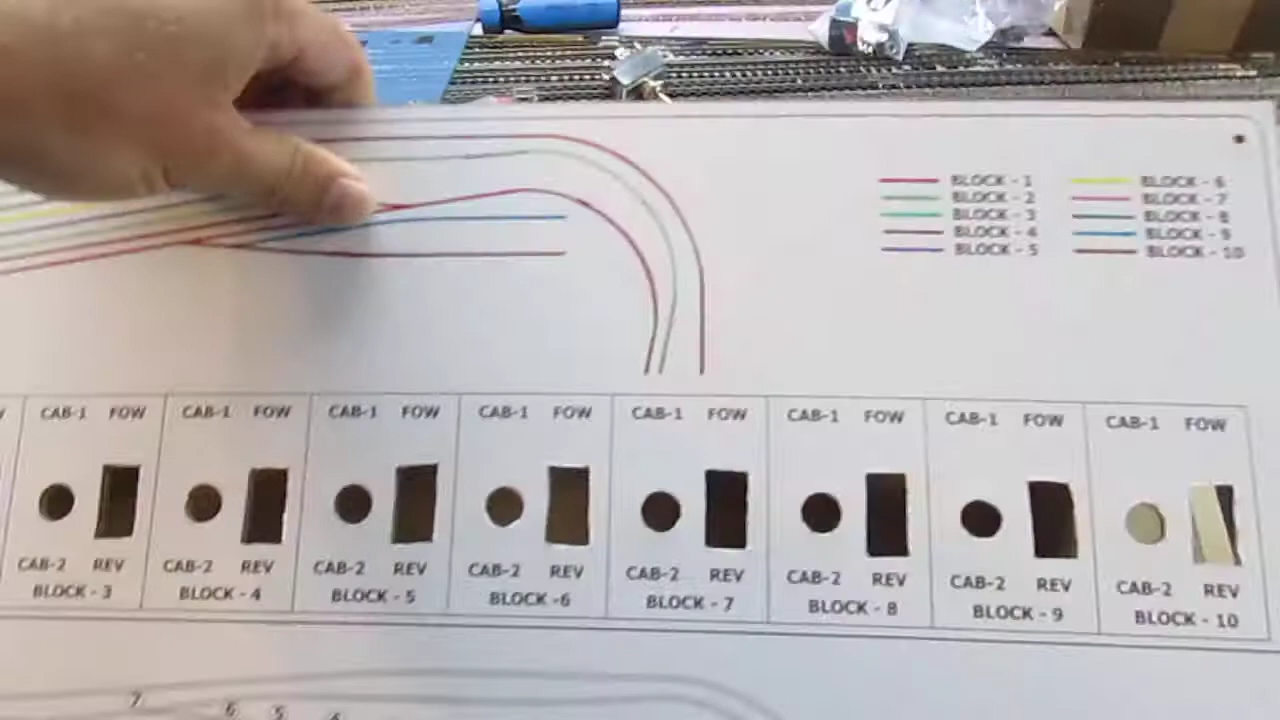 BLOCK - 1 BLOCK - 6
BLOCK - 2 BLOCK - 7
BLOCK - 3 BLOCK - 8
BLOCK - 4 BLOCK - 9
BLOCK - 5 BLOCK - 10
CAB-1 FOW CAB-1 FOW CAB-1 FOW CAB-1 FOW CAB-1 FOW CAB-1 FOW CAB-1 FOW CAB-1 FOW
CAB-2 REV CAB-2 REV CAB-2 REV CAB-2 REV CAB-2 REV CAB-2 REV CAB-2 REV CAB-2 REV
BLOCK - 3 BLOCK - 4 BLOCK - 5 BLOCK -6 BLOCK - 7 BLOCK - 8 BLOCK - 9 BLOCK - 10
7 6 5